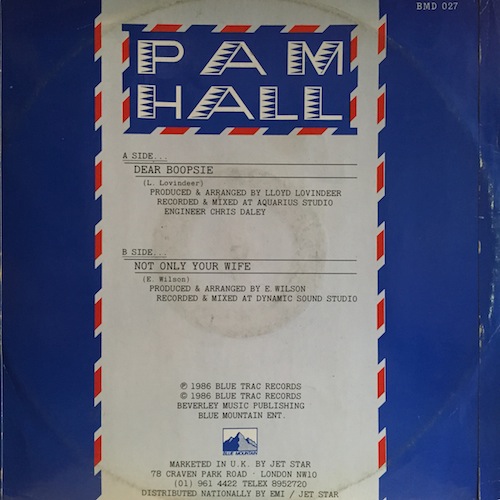 BMD 027
PAM
HALL
A SIDE...
DEAR BOOPSIE
(L. Lovindeer)
PRODUCED & ARRANGED BY LLOYD LOVINDEER
RECORDED & MIXED AT AQUARIUS STUDIO
ENGINEER CHRIS DALEY
B SIDE...
NOT ONLY YOUR WIFE
(E. Wilson)
PRODUCED & ARRANGED BY E. WILSON
RECORDED & MIXED AT DYNAMIC SOUND STUDIO
℗ 1986 BLUE TRAC RECORDS
© 1986 BLUE TRAC RECORDS
BEVERLEY MUSIC PUBLISHING
BLUE MOUNTAIN ENT.
BLUE MOUNTAIN
MARKETED IN U.K. BY JET STAR
78 CRAVEN PARK ROAD · LONDON NW10
(01) 961 4422 TELEX 8952720
DISTRIBUTED NATIONALLY BY EMI / JET STAR